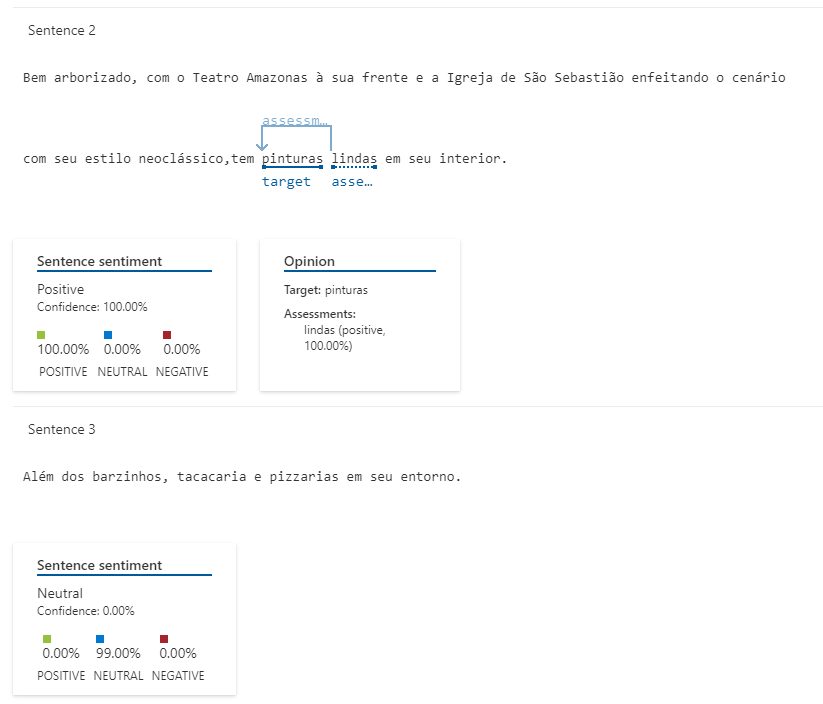 Sentence 2
Bem arborizado, com o Teatro Amazonas à sua frente e a Igreja de São Sebastião enfeitando o cenário
assessm…
com seu estilo neoclássico,tem pinturas lindas em seu interior.
target asse…
Sentence sentiment
Positive
Confidence: 100.00%
100.00% 0.00% 0.00%
POSITIVE NEUTRAL NEGATIVE
Opinion
Target: pinturas
Assessments:
lindas (positive,
100.00%)
Sentence 3
Além dos barzinhos, tacacaria e pizzarias em seu entorno.
Sentence sentiment
Neutral
Confidence: 0.00%
0.00% 99.00% 0.00%
POSITIVE NEUTRAL NEGATIVE